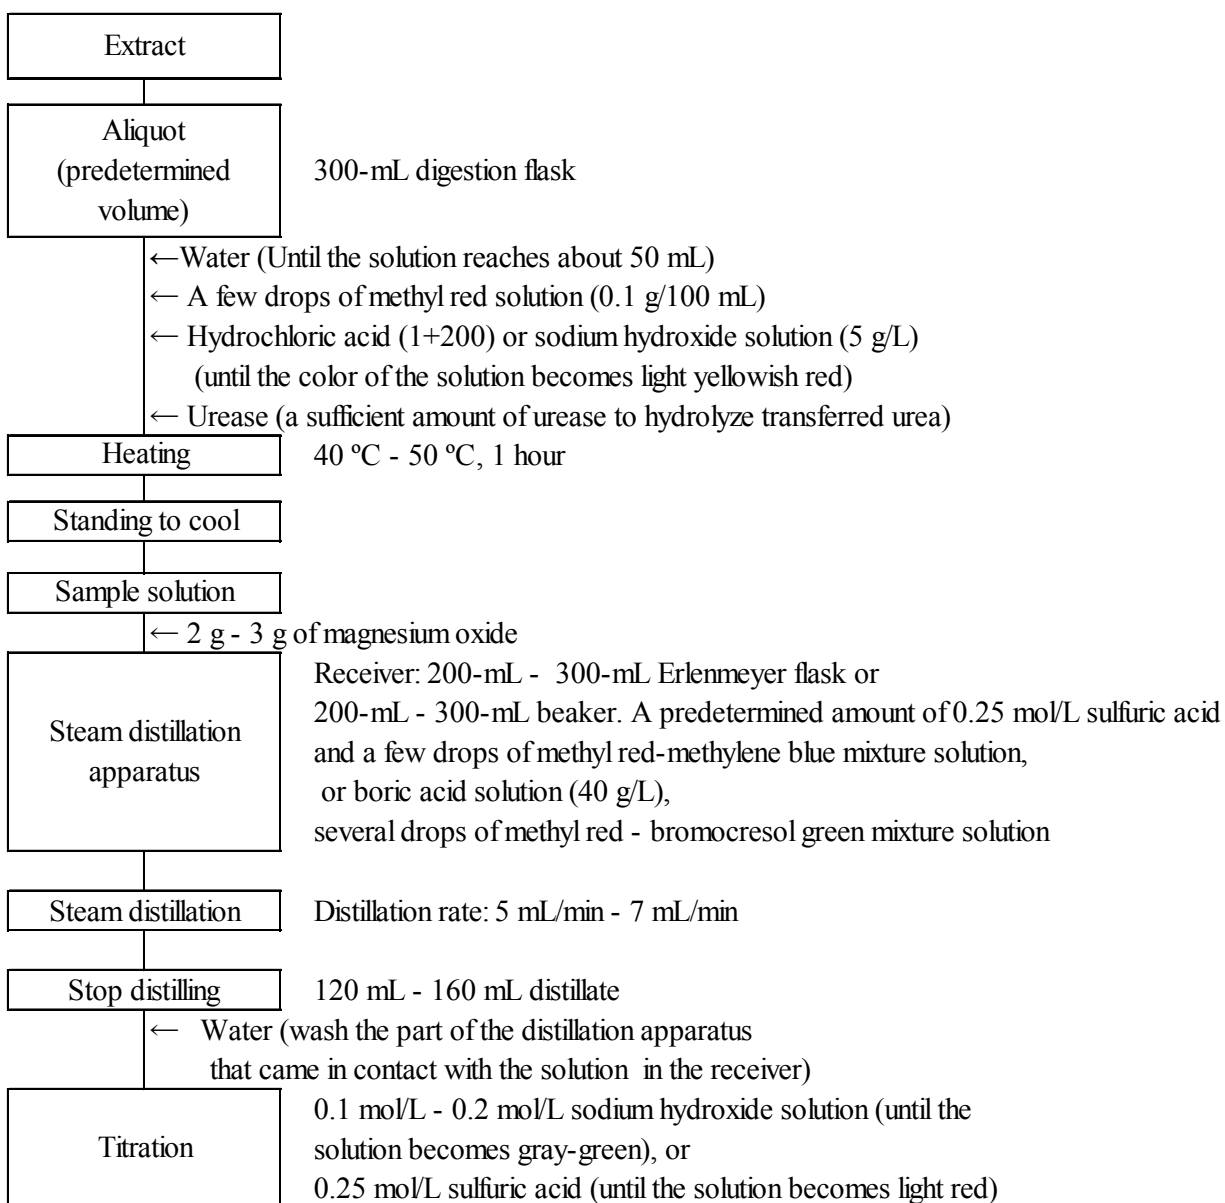 Extract
Aliquot
(predetermined
volume)
300-mL digestion flask
←Water (Until the solution reaches about 50 mL)
← A few drops of methyl red solution (0.1 g/100 mL)
← Hydrochloric acid (1+200) or sodium hydroxide solution (5 g/L)
(until the color of the solution becomes light yellowish red)
← Urease (a sufficient amount of urease to hydrolyze transferred urea)
Heating
40 ºC - 50 ºC, 1 hour
Standing to cool
Sample solution
← 2 g - 3 g of magnesium oxide
Steam distillation
apparatus
Receiver: 200-mL - 300-mL Erlenmeyer flask or
200-mL - 300-mL beaker. A predetermined amount of 0.25 mol/L sulfuric acid
and a few drops of methyl red-methylene blue mixture solution,
or boric acid solution (40 g/L),
several drops of methyl red - bromocresol green mixture solution
Steam distillation
Distillation rate: 5 mL/min - 7 mL/min
Stop distilling
120 mL - 160 mL distillate
← Water (wash the part of the distillation apparatus
that came in contact with the solution in the receiver)
Titration
0.1 mol/L - 0.2 mol/L sodium hydroxide solution (until the
solution becomes gray-green), or
0.25 mol/L sulfuric acid (until the solution becomes light red)